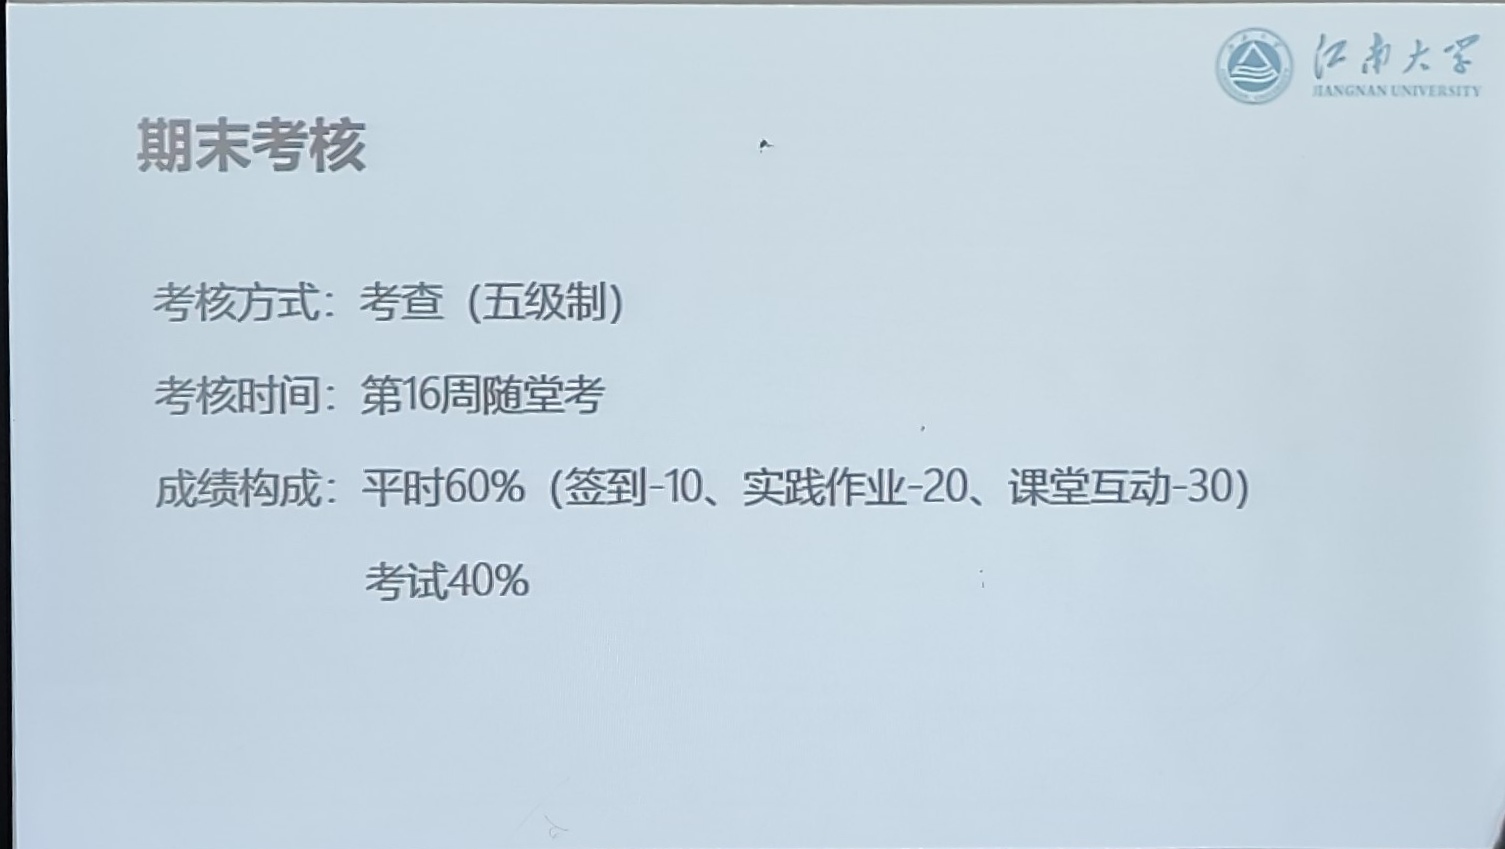 江南大学
JIANGNAN UNIVERSITY
期末考核
考核方式：考查（五级制）
考核时间：第16周随堂考
成绩构成：平时60%（签到-10、实践作业-20、课堂互动-30）
考试40%